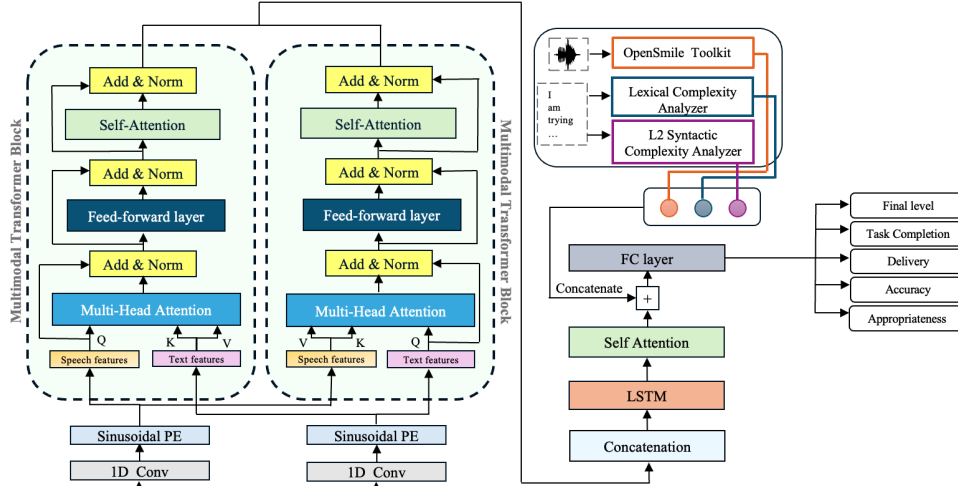 Multimodal Transformer Block
Add & Norm
Self-Attention
Add & Norm
Feed-forward layer
Add & Norm
Multi-Head Attention
Q
K
V
Speech features
Text features
Sinusoidal PE
1D Conv
Multimodal Transformer Block
Add & Norm
Self-Attention
Add & Norm
Feed-forward layer
Add & Norm
Multi-Head Attention
V
K
Q
Speech features
Text features
Sinusoidal PE
1D Conv
OpenSmile Toolkit
I
am
trying
...
Lexical Complexity
Analyzer
L2 Syntactic
Complexity Analyzer
FC layer
Concatenate
+
Self Attention
LSTM
Concatenation
Final level
Task Completion
Delivery
Accuracy
Appropriateness